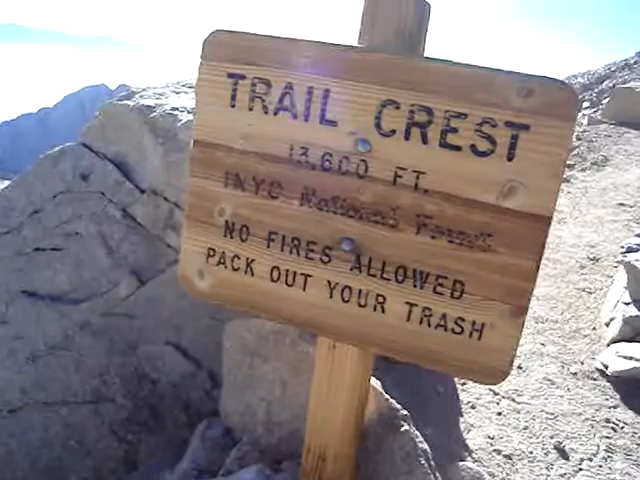 TRAIL CREST
13,600 FT.
INYO National Forest
NO FIRES ALLOWED
PACK OUT YOUR TRASH